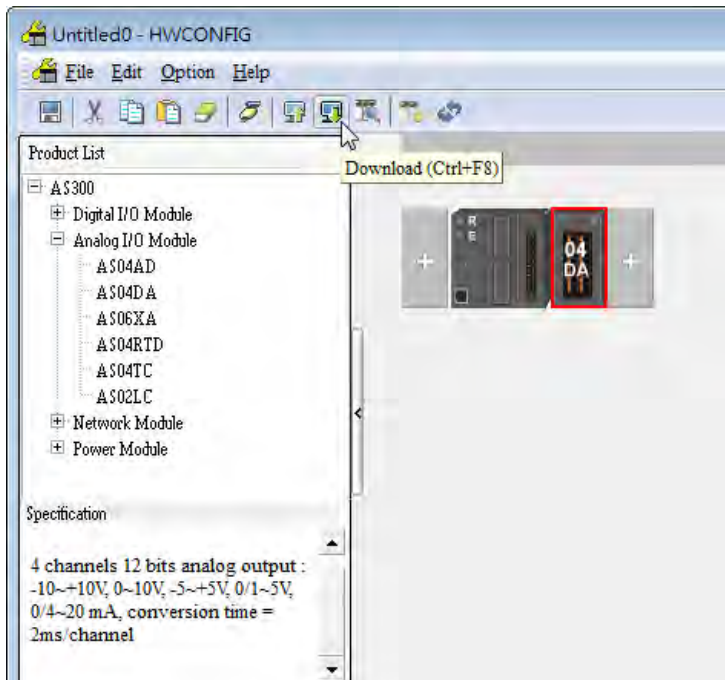 Untitled0 - HWCONFIG
File Edit Option Help
Product List
Download (Ctrl+F8)
AS300
Digital I/O Module
Analog I/O Module
AS04AD
AS04DA
AS06XA
AS04RTD
AS04TC
AS02LC
Network Module
Power Module
R
E
04
DA
Specification
4 channels 12 bits analog output :
-10~+10V, 0~10V, -5~+5V, 0/1~5V,
0/4~20 mA, conversion time =
2ms/channel